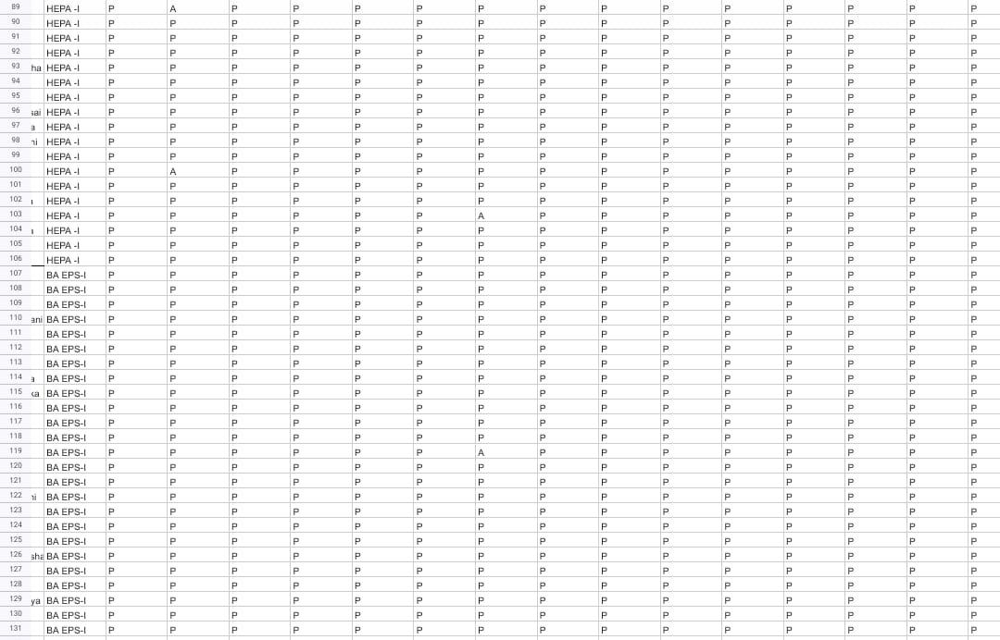 89 HEPA -I P A P P P P P P P P P P P P P
90 HEPA -I P P P P P P P P P P P P P P P
91 HEPA -I P P P P P P P P P P P P P P P
92 HEPA -I P P P P P P P P P P P P P P P
93 ha HEPA -I P P P P P P P P P P P P P P P
94 HEPA -I P P P P P P P P P P P P P P P
95 HEPA -I P P P P P P P P P P P P P P P
96 sai HEPA -I P P P P P P P P P P P P P P P
97 a HEPA -I P P P P P P P P P P P P P P P
98 HEPA -I P P P P P P P P P P P P P P P
99 HEPA -I P P P P P P P P P P P P P P P
100 HEPA -I P A P P P P P P P P P P P P P
101 HEPA -I P P P P P P P P P P P P P P P
102 HEPA -I P P P P P P P P P P P P P P P
103 HEPA -I P P P P P P A P P P P P P P P
104 HEPA -I P P P P P P P P P P P P P P P
105 HEPA -I P P P P P P P P P P P P P P P
106 HEPA -I P P P P P P P P P P P P P P P
107 BA EPS-I P P P P P P P P P P P P P P P
108 BA EPS-I P P P P P P P P P P P P P P P
109 BA EPS-I P P P P P P P P P P P P P P P
110 ani BA EPS-I P P P P P P P P P P P P P P P
111 BA EPS-I P P P P P P P P P P P P P P P
112 BA EPS-I P P P P P P P P P P P P P P P
113 BA EPS-I P P P P P P P P P P P P P P P
114 a BA EPS-I P P P P P P P P P P P P P P P
115 ka BA EPS-I P P P P P P P P P P P P P P P
116 BA EPS-I P P P P P P P P P P P P P P P
117 BA EPS-I P P P P P P P P P P P P P P P
118 BA EPS-I P P P P P P P P P P P P P P P
119 BA EPS-I P P P P P P A P P P P P P P P
120 BA EPS-I P P P P P P P P P P P P P P P
121 BA EPS-I P P P P P P P P P P P P P P P
122 BA EPS-I P P P P P P P P P P P P P P P
123 BA EPS-I P P P P P P P P P P P P P P P
124 BA EPS-I P P P P P P P P P P P P P P P
125 BA EPS-I P P P P P P P P P P P P P P P
126 sha BA EPS-I P P P P P P P P P P P P P P P
127 BA EPS-I P P P P P P P P P P P P P P P
128 BA EPS-I P P P P P P P P P P P P P P P
129 ya BA EPS-I P P P P P P P P P P P P P P P
130 BA EPS-I P P P P P P P P P P P P P P P
131 BA EPS-I P P P P P P P P P P P P P P P